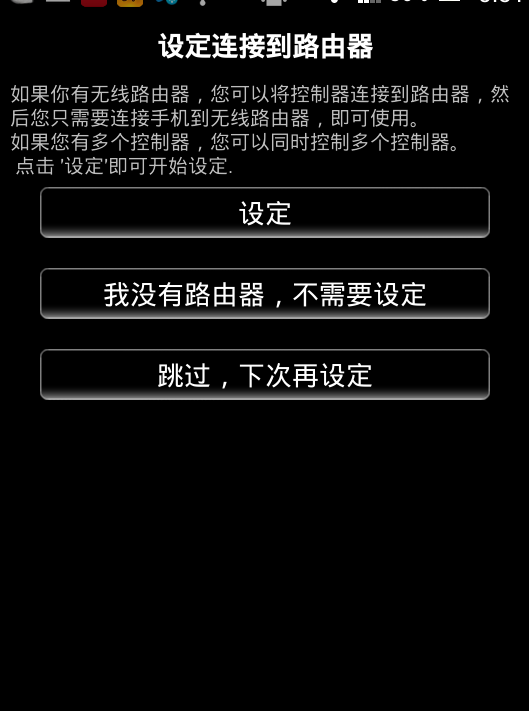 设定连接到路由器
如果你有无线路由器，您可以将控制器连接到路由器，然
后您只需要连接手机到无线路由器，即可使用。
如果您有多个控制器，您可以同时控制多个控制器。
点击 '设定'即可开始设定.
设定
我没有路由器，不需要设定
跳过，下次再设定